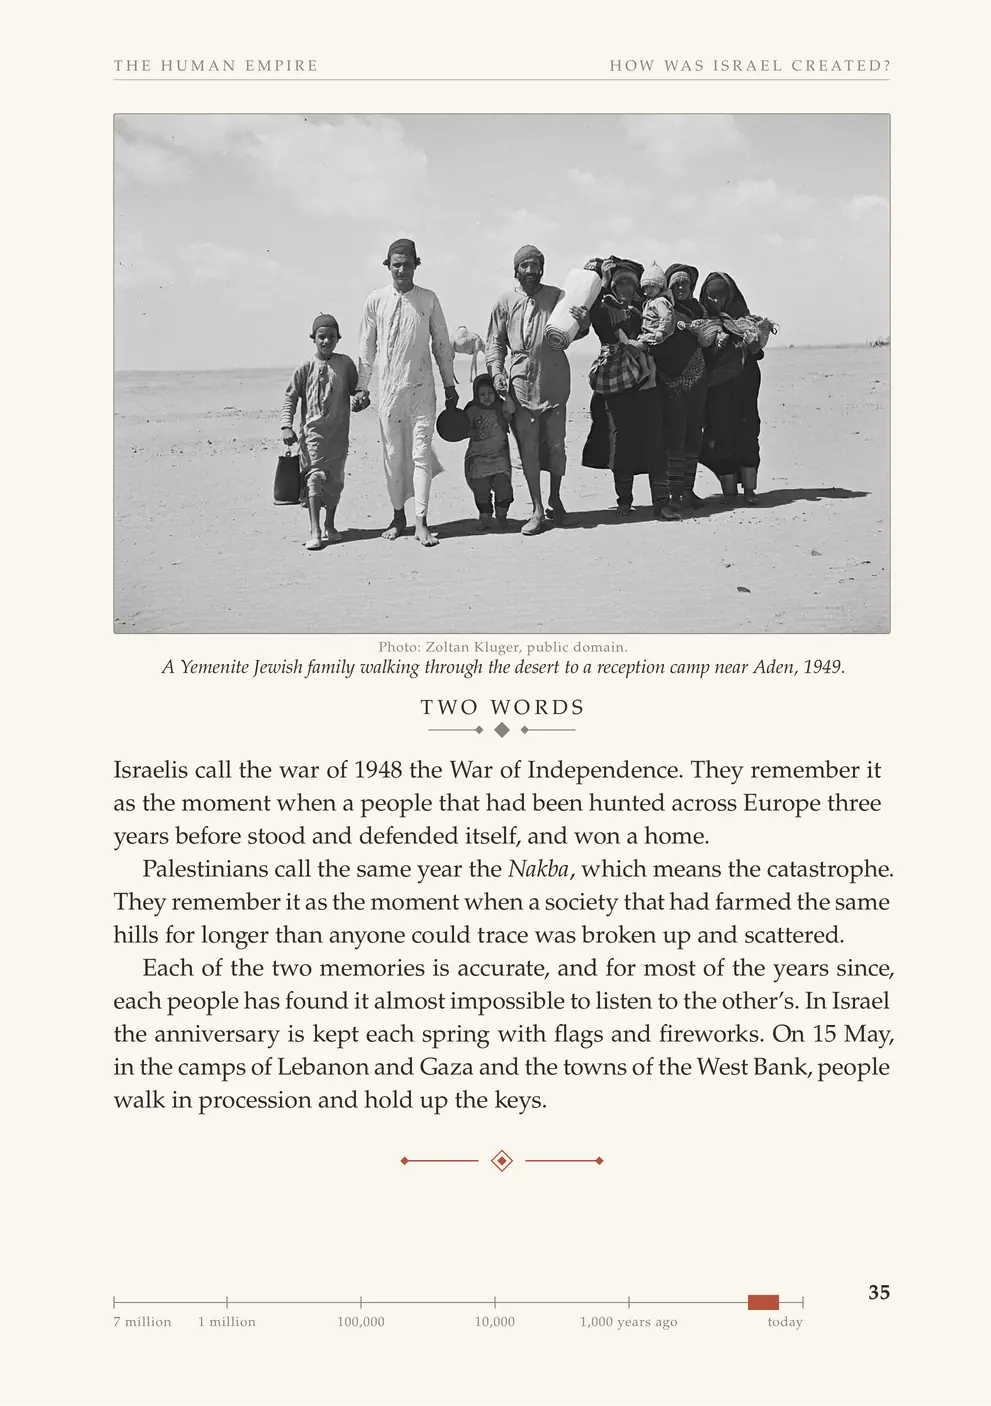 THE HUMAN EMPIRE
HOW WAS ISRAEL CREATED?
Photo: Zoltan Kluger, public domain.
A Yemenite Jewish family walking through the desert to a reception camp near Aden, 1949.
TWO WORDS
Israelis call the war of 1948 the War of Independence. They remember it
as the moment when a people that had been hunted across Europe three
years before stood and defended itself, and won a home.
Palestinians call the same year the Nakba, which means the catastrophe.
They remember it as the moment when a society that had farmed the same
hills for longer than anyone could trace was broken up and scattered.
Each of the two memories is accurate, and for most of the years since,
each people has found it almost impossible to listen to the other’s. In Israel
the anniversary is kept each spring with flags and fireworks. On 15 May,
in the camps of Lebanon and Gaza and the towns of the West Bank, people
walk in procession and hold up the keys.
35
7 million 1 million 100,000 10,000 1,000 years ago today